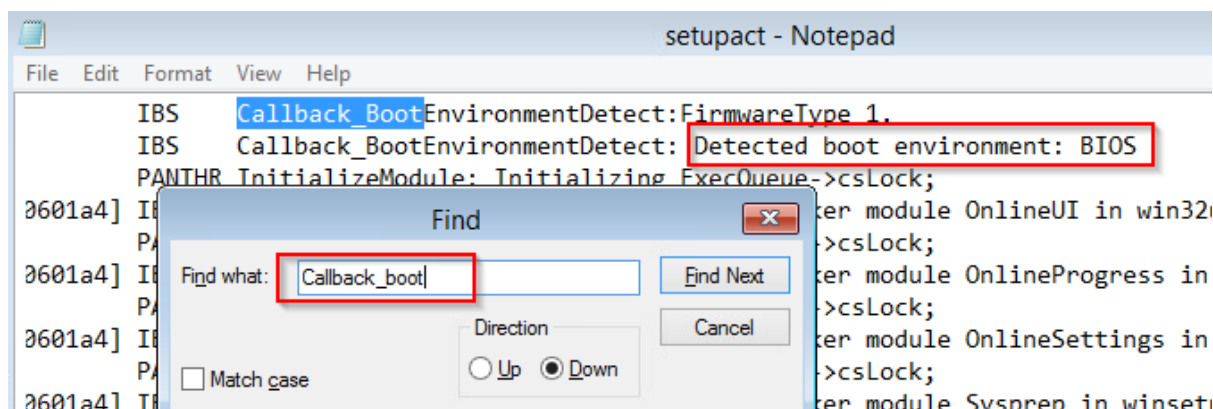 setupact - Notepad
File Edit Format View Help
IBS Callback_BootEnvironmentDetect:FirmwareType 1.
IBS Callback_BootEnvironmentDetect: Detected boot environment: BIOS
PANTHR InitializeModule: Initializing ExecQueue->csLock;
0601a4] ker module OnlineUI in win32
Find
>csLock;
Find what: Callback_boot Find Next
0601a4] ker module OnlineProgress in
>csLock;
Direction Cancel
0601a4] ker module OnlineSettings in
Up Down
Match case
>csLock;
0601a4] ker module Sysprep in winset